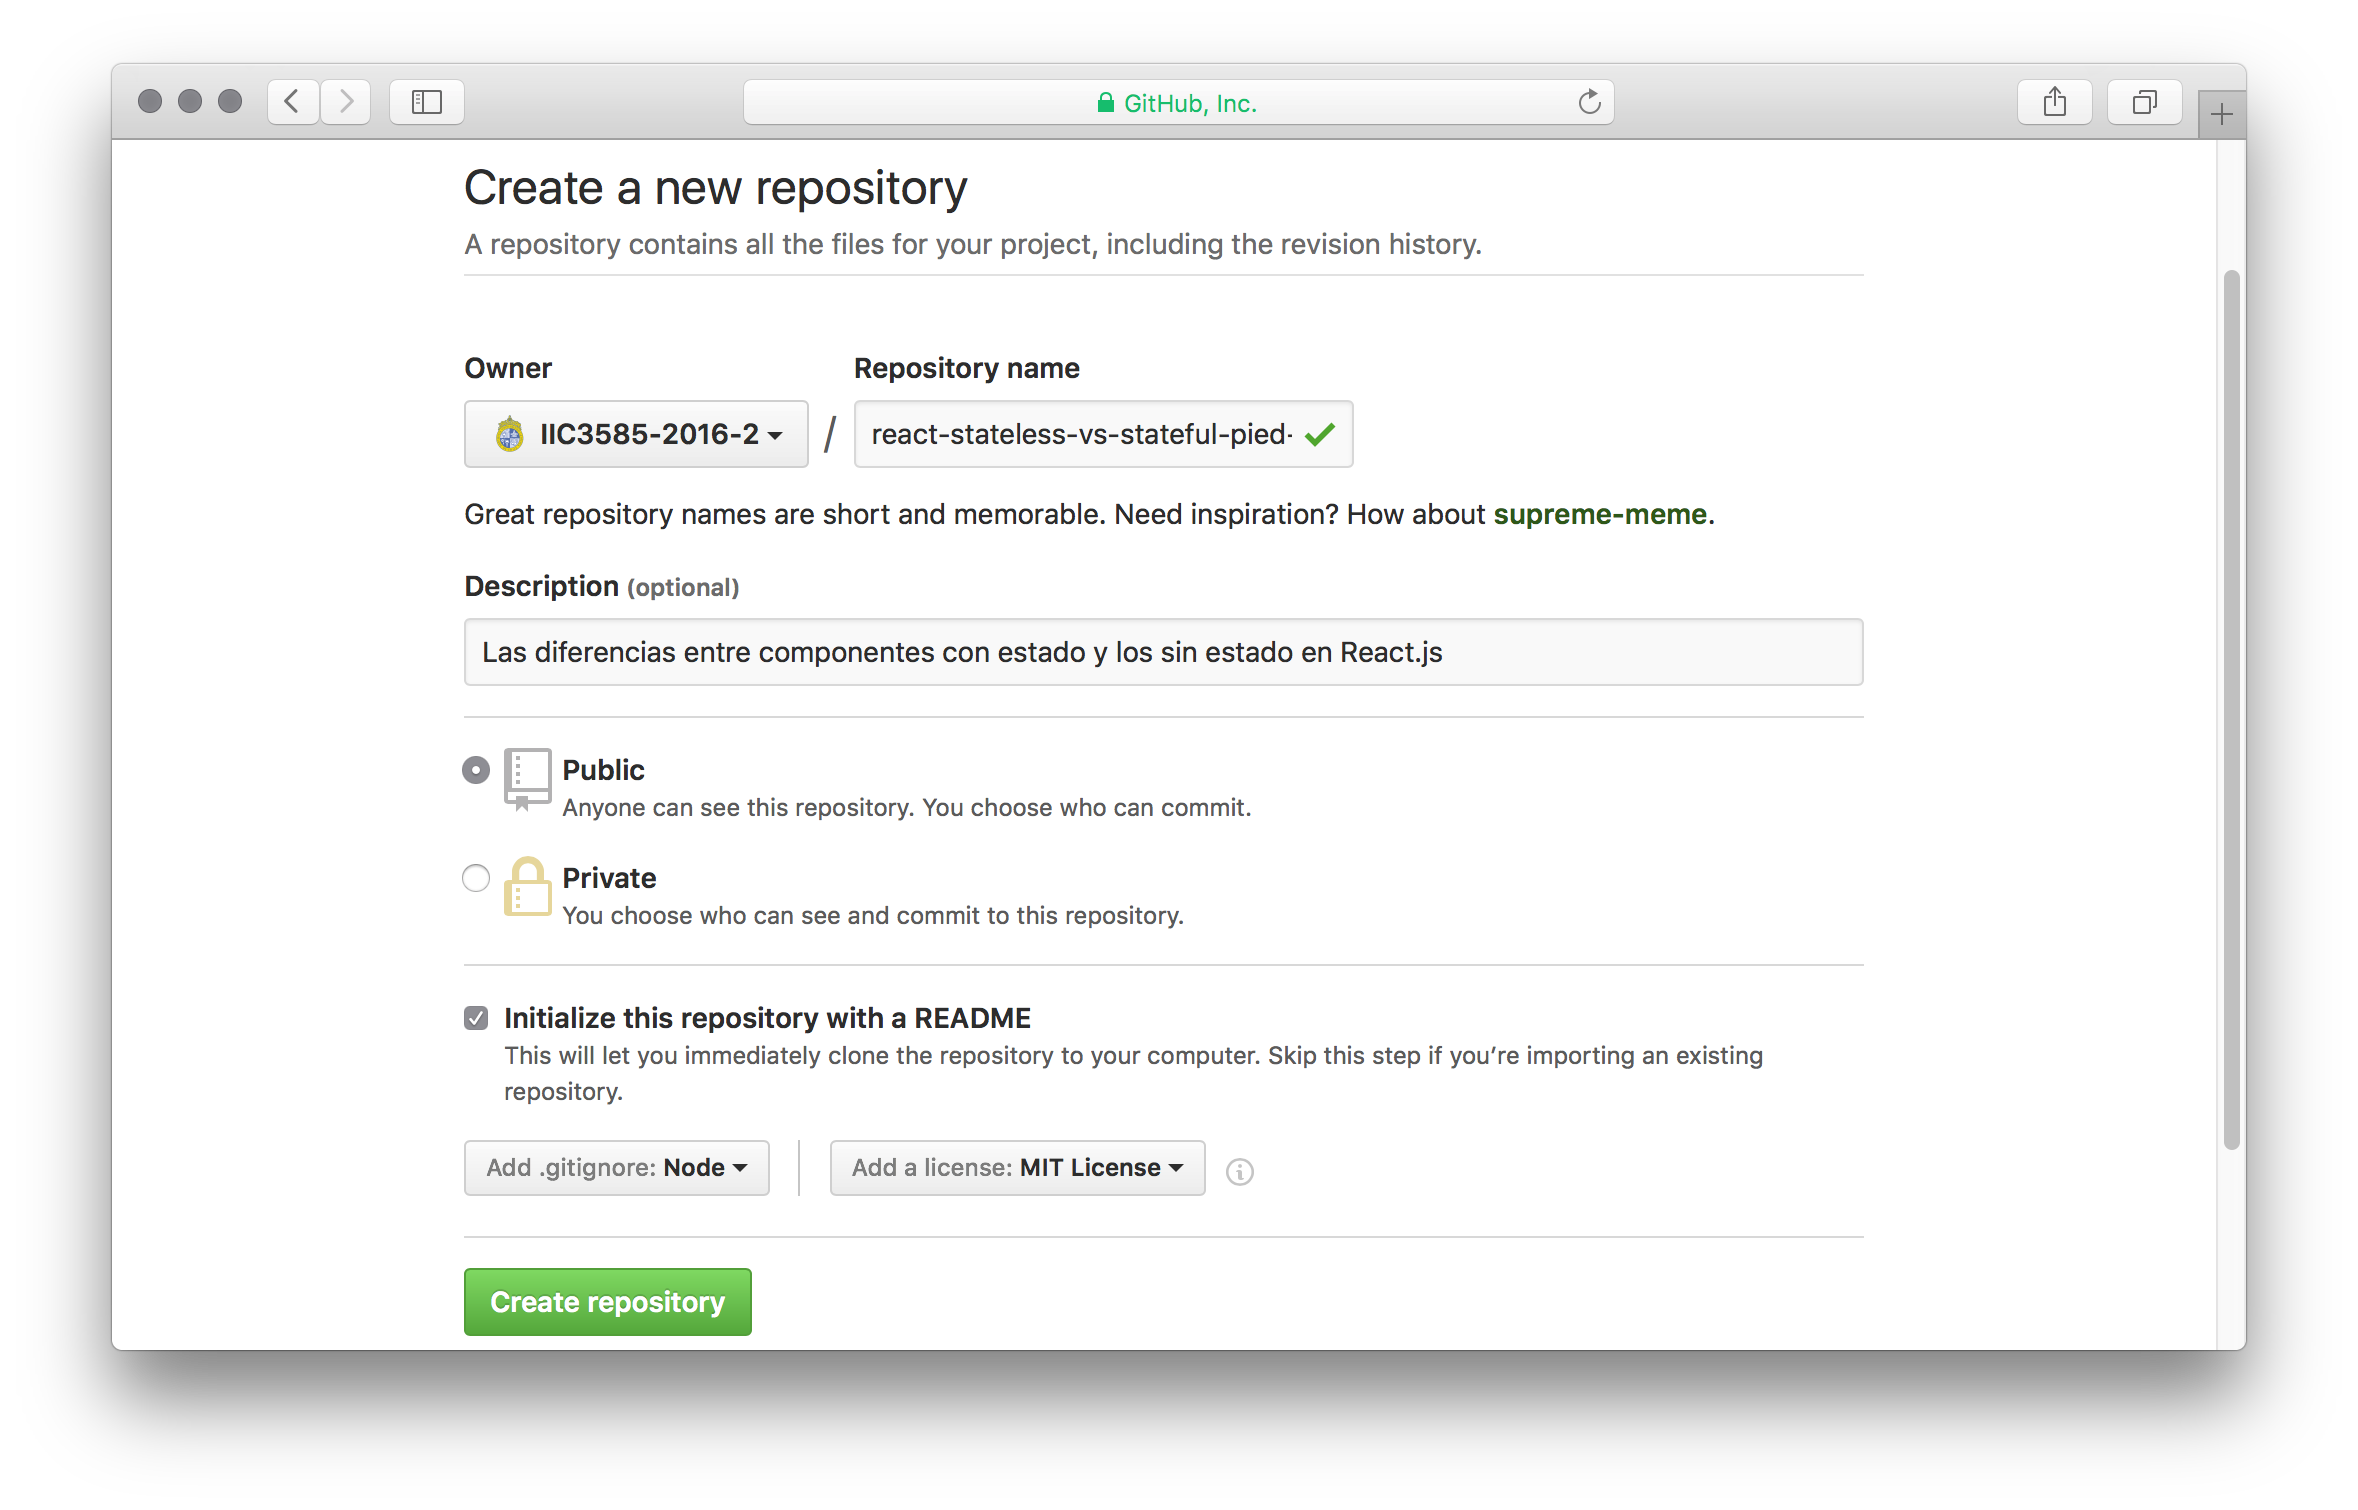 GitHub, Inc.
Create a new repository
A repository contains all the files for your project, including the revision history.
Owner Repository name
IIC3585-2016-2 / react-stateless-vs-stateful-pied-
Great repository names are short and memorable. Need inspiration? How about supreme-meme.
Description (optional)
Las diferencias entre componentes con estado y los sin estado en React.js
Public
Anyone can see this repository. You choose who can commit.
Private
You choose who can see and commit to this repository.
Initialize this repository with a README
This will let you immediately clone the repository to your computer. Skip this step if you’re importing an existing
repository.
Add .gitignore: Node Add a license: MIT License
Create repository